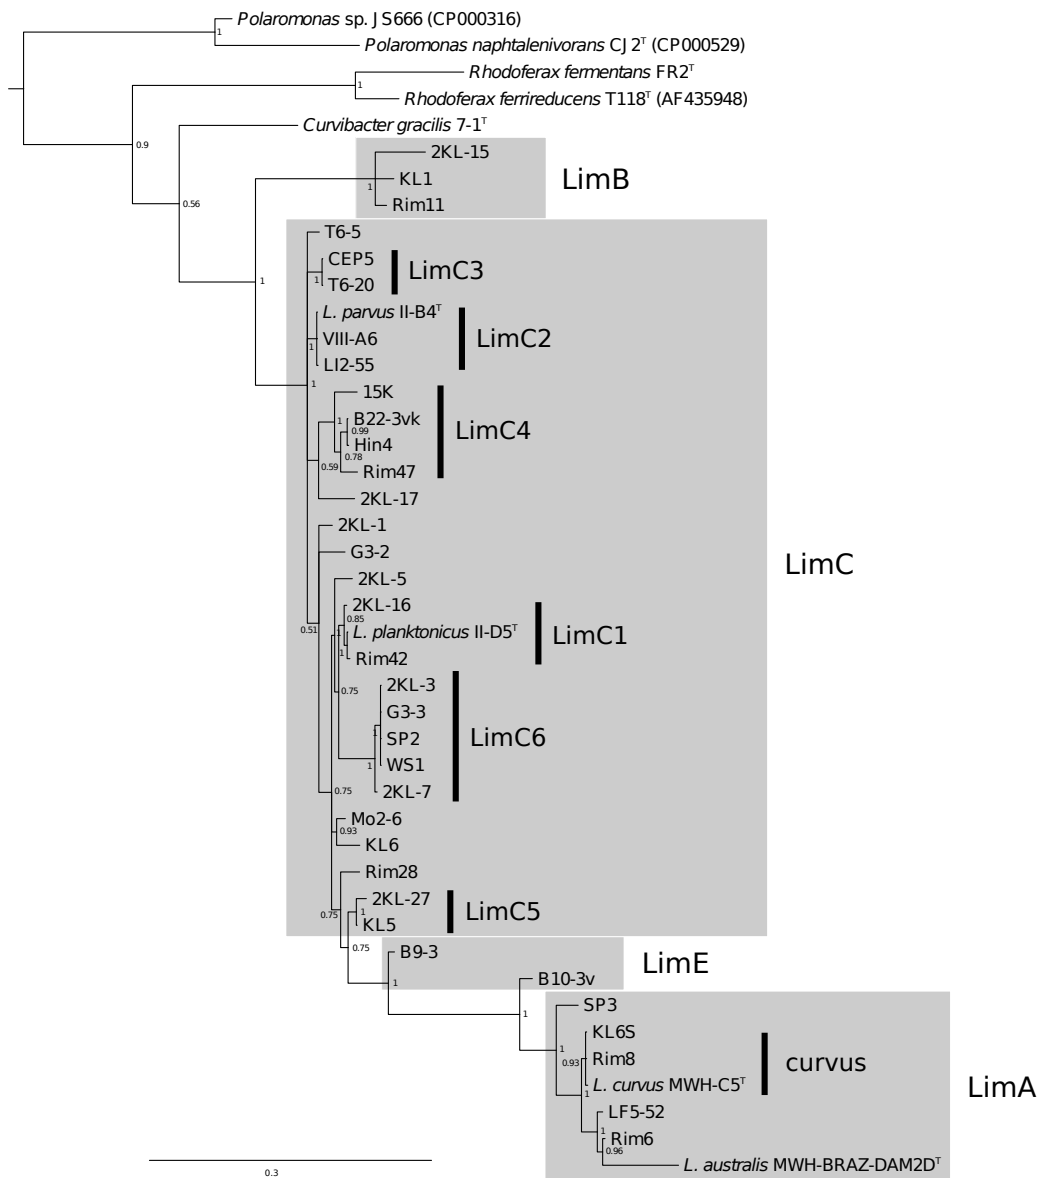 Polaromonas sp. JS666 (CP000316)
1
Polaromonas naphtalenivorans CJ2ᵀ (CP000529)
Rhodoferax fermentans FR2ᵀ
1
Rhodoferax ferrireducens T118ᵀ (AF435948)
Curvibacter gracilis 7-1ᵀ
0.9
2KL-15
KL1
LimB
1
Rim11
0.56
T6-5
CEP5
LimC3
1
1
T6-20
L. parvus II-B4ᵀ
VIII-A6
LimC2
1
LI2-55
1
15K
B22-3vk
1
0.99
LimC4
Hin4
0.78
0.59
Rim47
2KL-17
2KL-1
G3-2
LimC
2KL-5
2KL-16
0.85
0.51
1
L. planktonicus II-D5ᵀ
LimC1
1
Rim42
2KL-3
0.75
G3-3
1
SP2
LimC6
1
WS1
0.75
2KL-7
Mo2-6
0.93
KL6
Rim28
2KL-27
0.75
1
LimC5
KL5
0.75
B9-3
LimE
1
B10-3v
SP3
1
KL6S
1
0.93
Rim8
curvus
L. curvus MWH-C5ᵀ
1
LimA
LF5-52
1
Rim6
0.96
L. australis MWH-BRAZ-DAM2Dᵀ
0.3